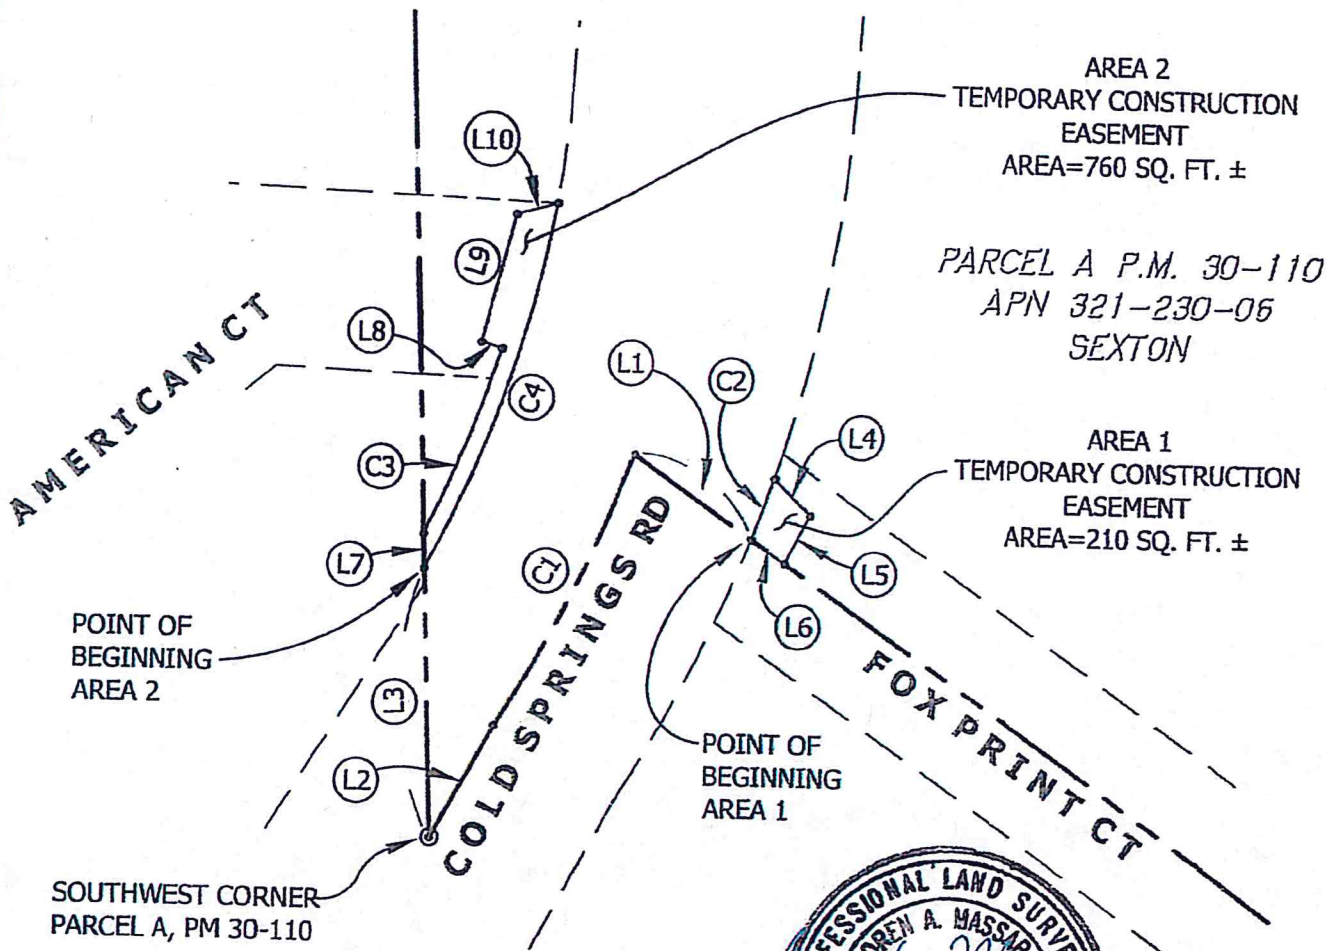 AREA 2
TEMPORARY CONSTRUCTION
EASEMENT
AREA=760 SQ. FT. ±
L10
PARCEL A P.M. 30-110
APN 321-230-06
SEXTON
L9
L8
AMERICAN CT
L1
C2
C4
L4
AREA 1
TEMPORARY CONSTRUCTION
EASEMENT
AREA=210 SQ. FT. ±
C3
L7
C1
L5
L6
POINT OF
BEGINNING
AREA 2
COLD SPRINGS RD
FOX PRINT CT
L3
L2
POINT OF
BEGINNING
AREA 1
SOUTHWEST CORNER
PARCEL A, PM 30-110
LAND
A.